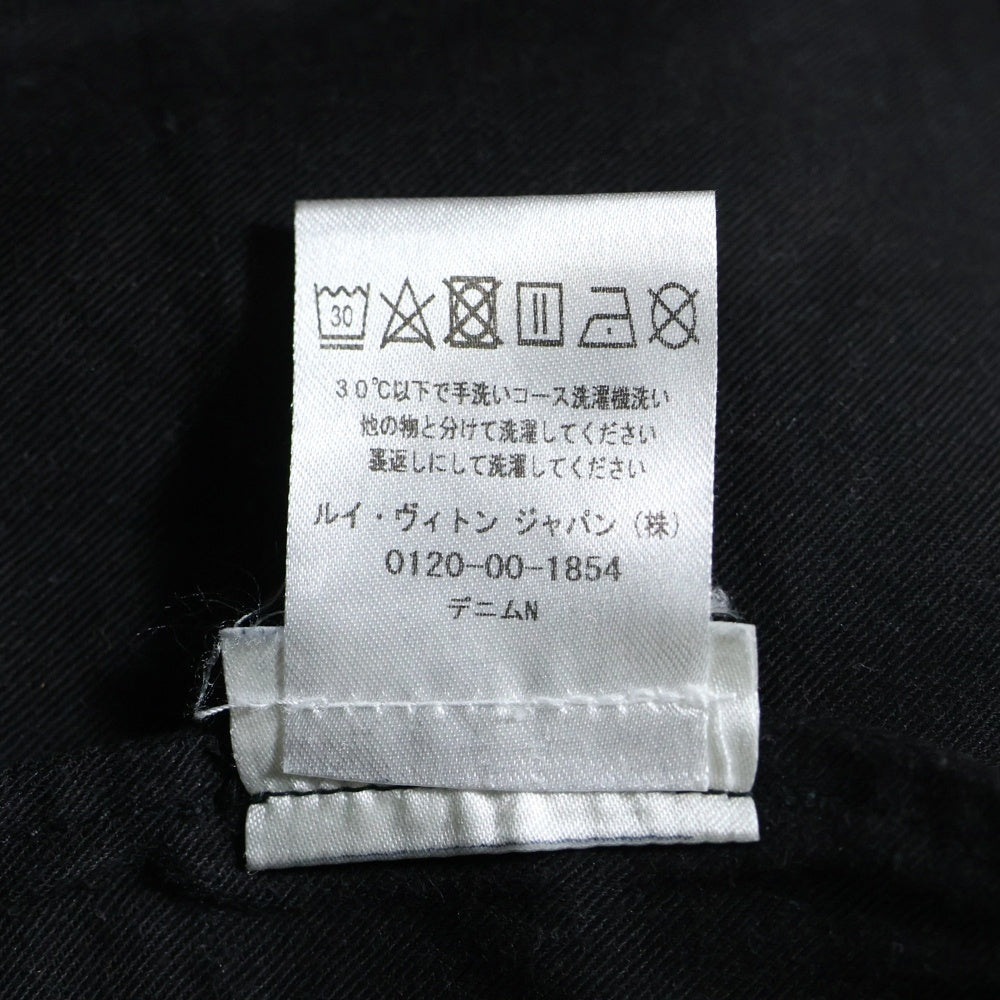 30
30℃以下で手洗いコース洗濯機洗い
他の物と分けて洗濯してください
裏返しにして洗濯してください
ルイ・ヴィトン ジャパン (株)
0120-00-1854
デニムN